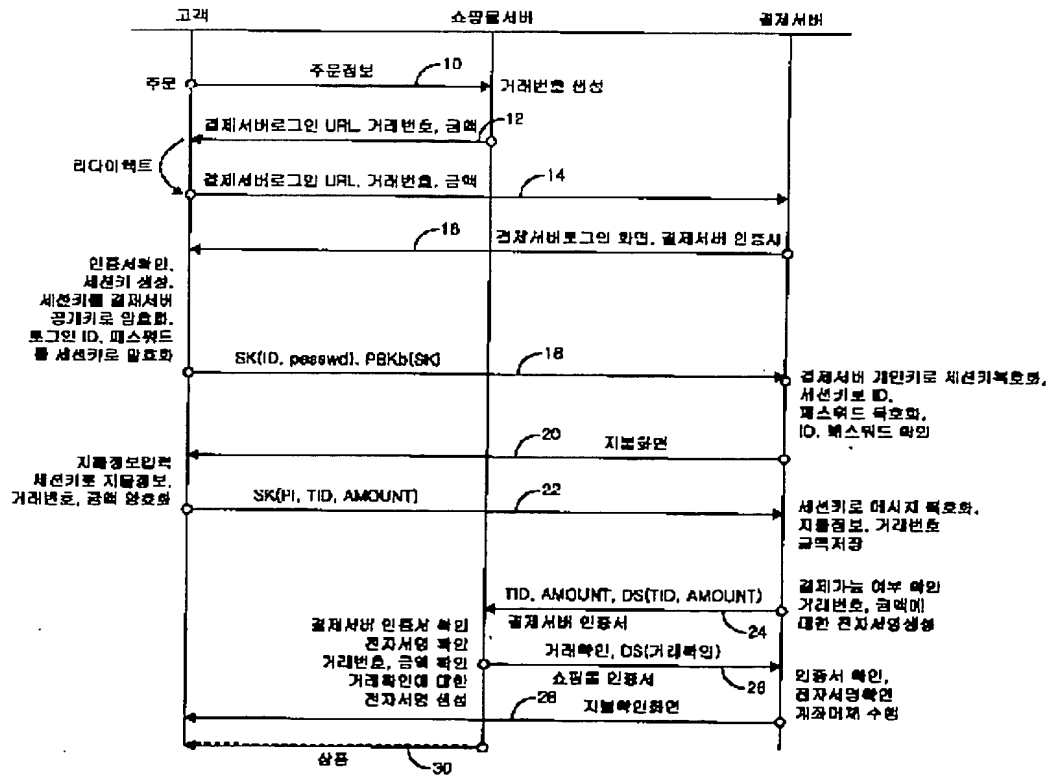 고객
쇼핑몰서버
결제서버
주문
주문정보
10
거래번호 생성
결제서버로그인 URL, 거래번호, 금액
12
리다이렉트
결제서버로그인 URL, 거래번호, 금액
14
16
결제서버로그인 화면, 결제서버 인증서
인증서확인,
세션키 생성,
세션키를 결제서버
공개키로 암호화,
로그인 ID, 패스워드
를 세션키로 암호화
SK(ID, passwd), PBKb(SK)
18
결제서버 개인키로 세션키복호화,
세션키로 ID,
패스워드 복호화,
ID, 패스워드 확인
20
지불화면
지불정보입력
세션키로 지불정보,
거래번호, 금액 암호화
SK(PI, TID, AMOUNT)
22
세션키로 메시지 복호화,
지불정보, 거래번호
금액저장
TID, AMOUNT, DS(TID, AMOUNT)
결제서버 인증서
24
결제가능 여부 확인
거래번호, 금액에
대한 전자서명생성
결제서버 인증서 확인
전자서명 확인
거래번호, 금액 확인
거래확인에 대한
전자서명 생성
거래확인, DS(거래확인)
쇼핑몰 인증서
26
인증서 확인,
전자서명확인
계좌이체 수행
28
지불확인화면
상품
30